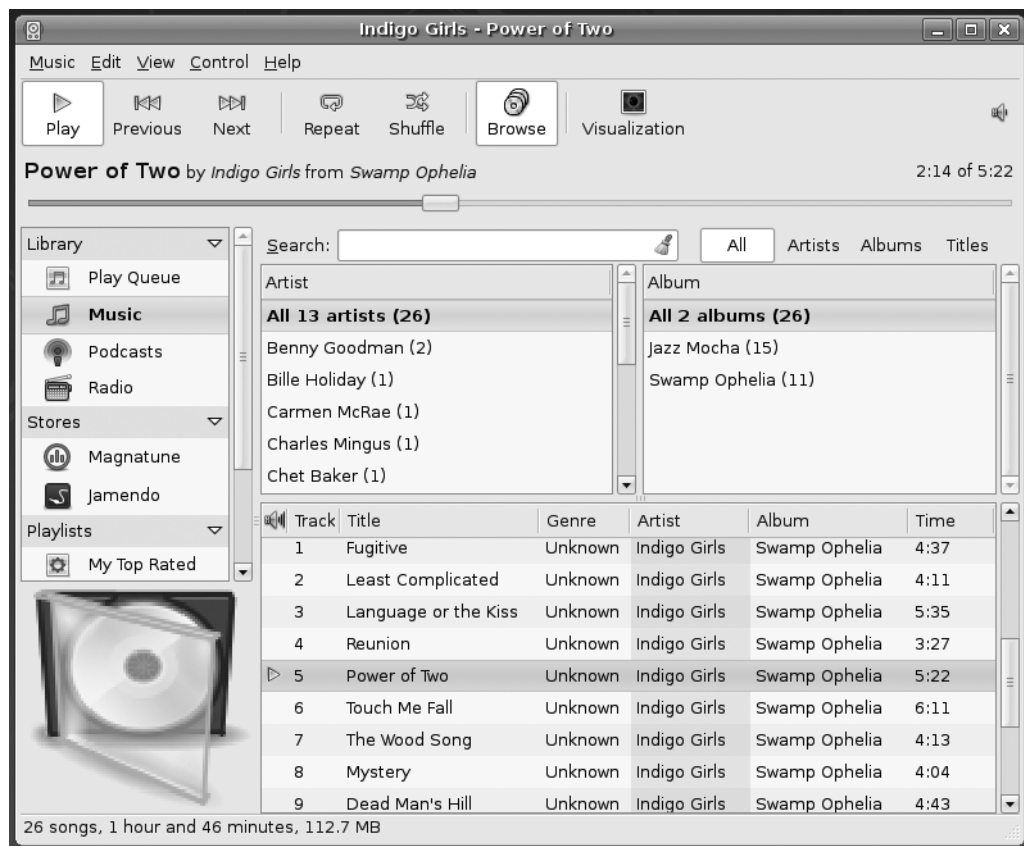 Indigo Girls - Power of Two
Music Edit View Control Help
Play Previous Next Repeat Shuffle Browse Visualization
Power of Two by Indigo Girls from Swamp Ophelia 2:14 of 5:22
Library
Play Queue
Music
Podcasts
Radio
Stores
Magnatune
Jamendo
Playlists
My Top Rated
Search: All Artists Albums Titles
Artist
All 13 artists (26)
Benny Goodman (2)
Bille Holiday (1)
Carmen McRae (1)
Charles Mingus (1)
Chet Baker (1)
Album
All 2 albums (26)
Jazz Mocha (15)
Swamp Ophelia (11)
Track Title Genre Artist Album Time
1 Fugitive Unknown Indigo Girls Swamp Ophelia 4:37
2 Least Complicated Unknown Indigo Girls Swamp Ophelia 4:11
3 Language or the Kiss Unknown Indigo Girls Swamp Ophelia 5:35
4 Reunion Unknown Indigo Girls Swamp Ophelia 3:27
5 Power of Two Unknown Indigo Girls Swamp Ophelia 5:22
6 Touch Me Fall Unknown Indigo Girls Swamp Ophelia 6:11
7 The Wood Song Unknown Indigo Girls Swamp Ophelia 4:13
8 Mystery Unknown Indigo Girls Swamp Ophelia 4:04
9 Dead Man's Hill Unknown Indigo Girls Swamp Ophelia 4:43
26 songs, 1 hour and 46 minutes, 112.7 MB